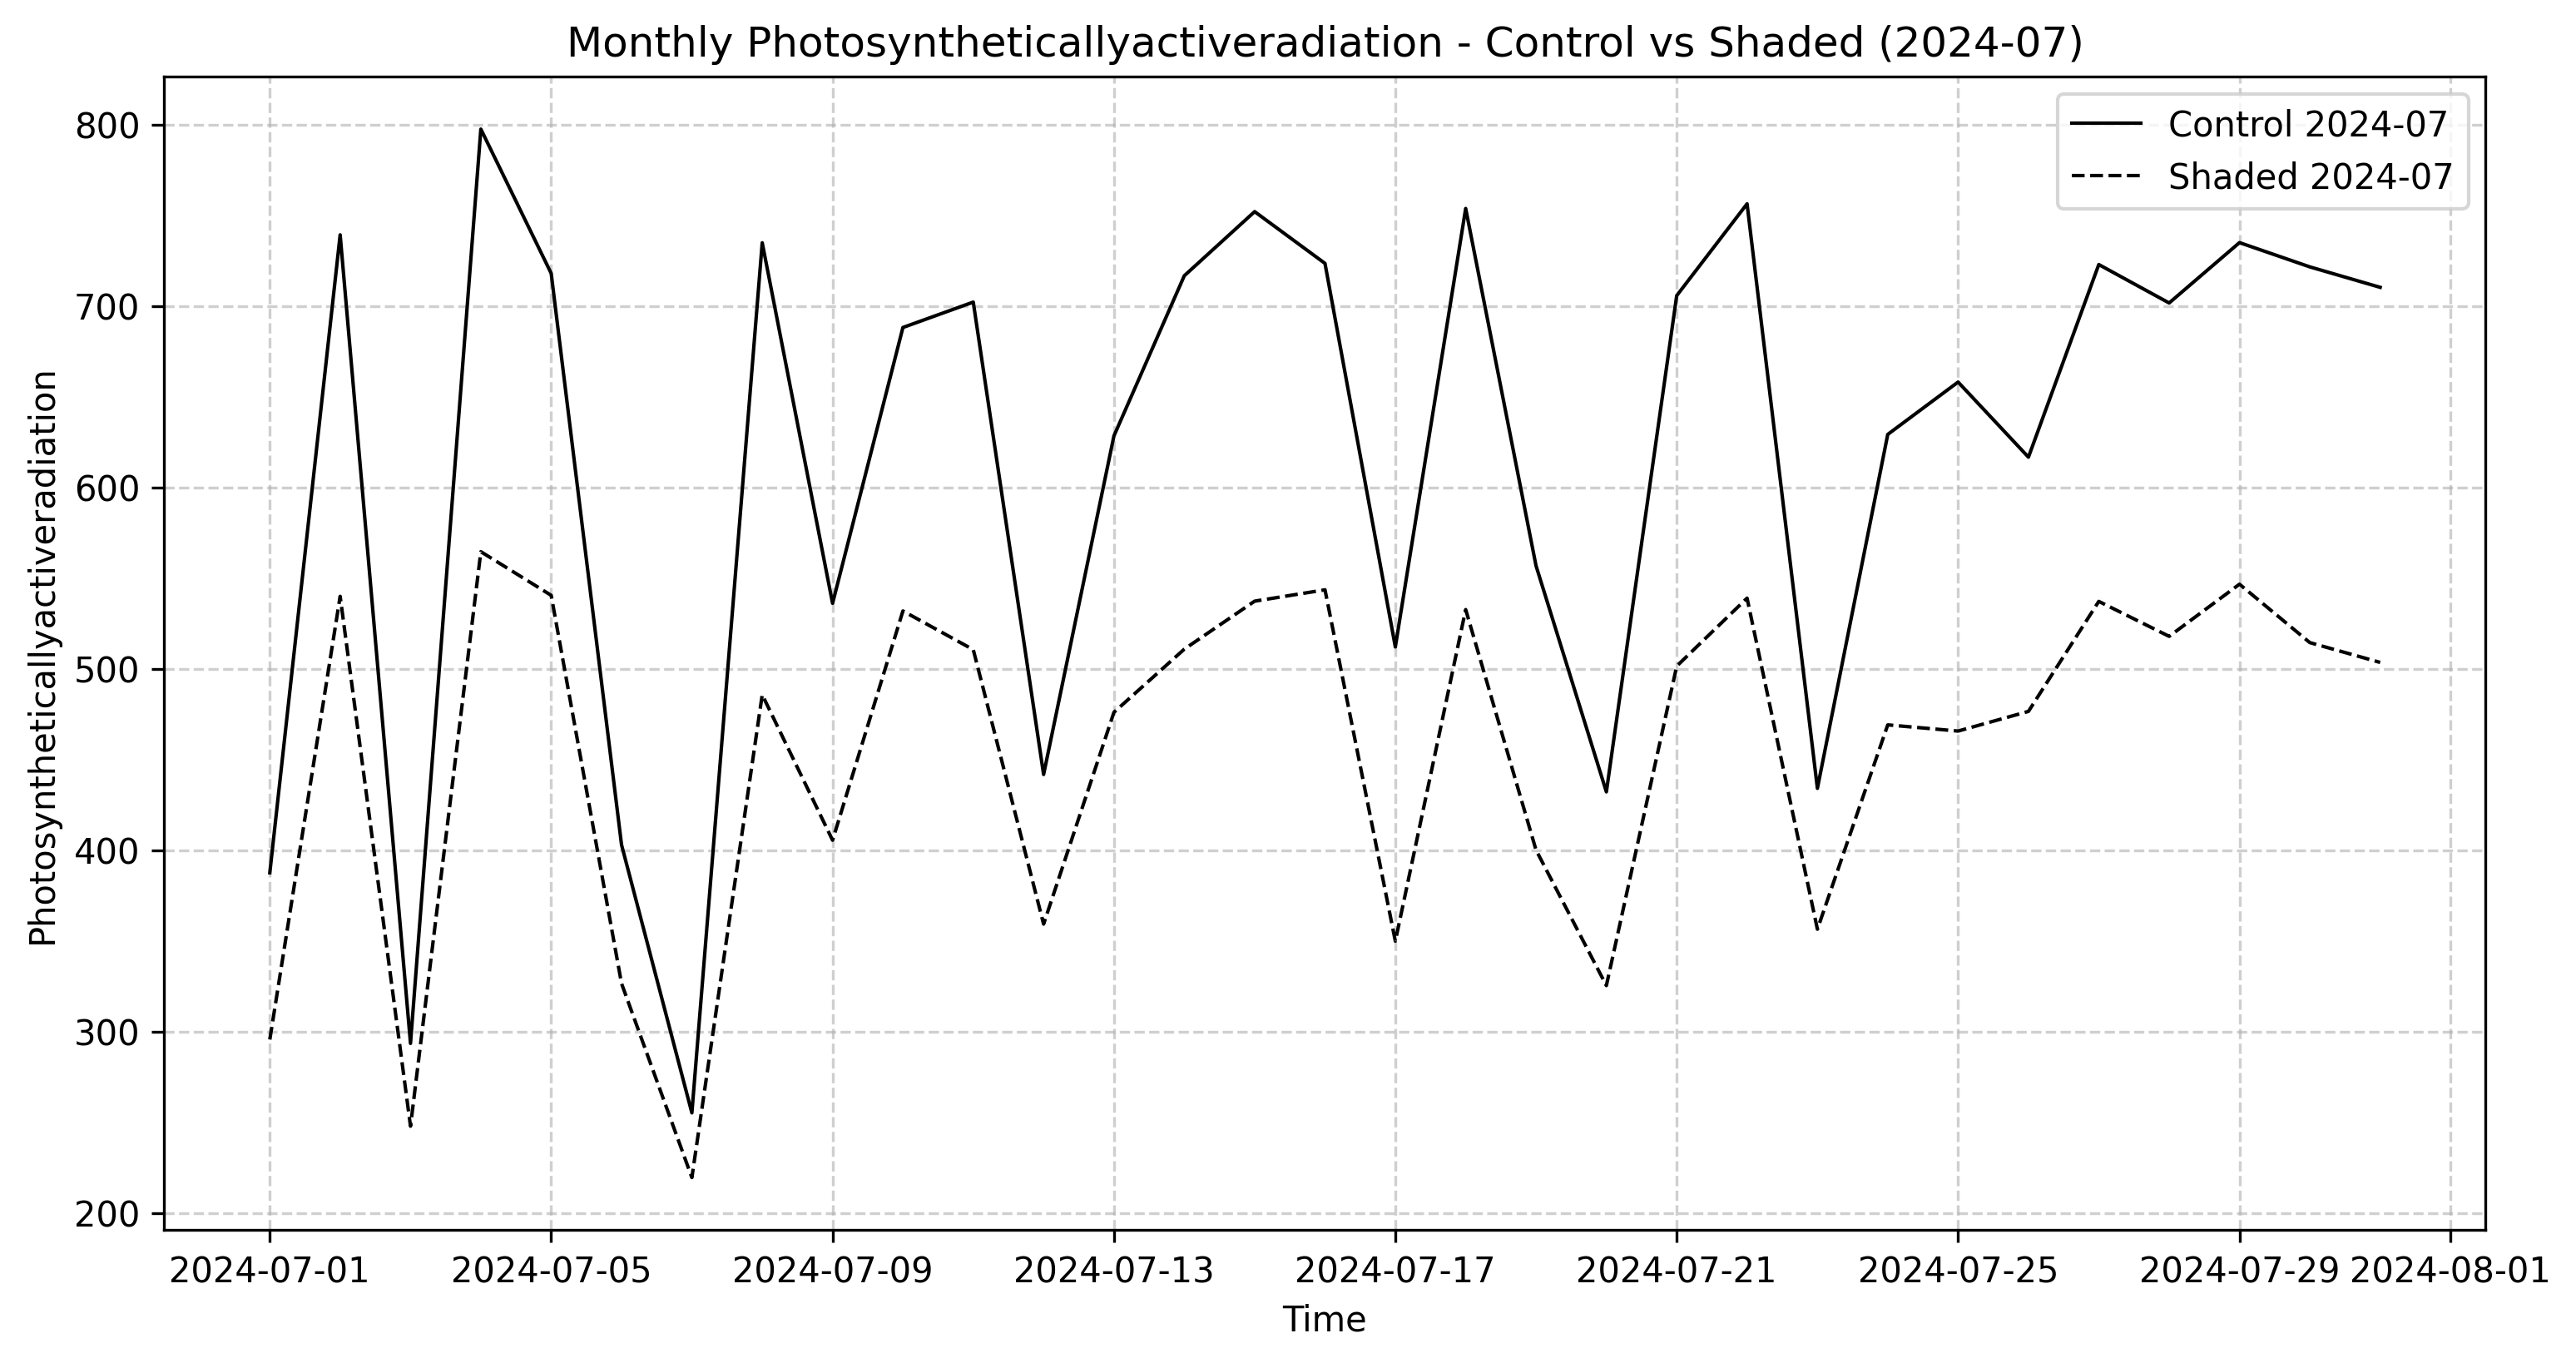 Monthly Photosyntheticallyactiveradiation - Control vs Shaded (2024-07)
Control 2024-07
Shaded 2024-07
Photosyntheticallyactiveradiation
800
700
600
500
400
300
200
2024-07-01 2024-07-05 2024-07-09 2024-07-13 2024-07-17 2024-07-21 2024-07-25 2024-07-29 2024-08-01
Time